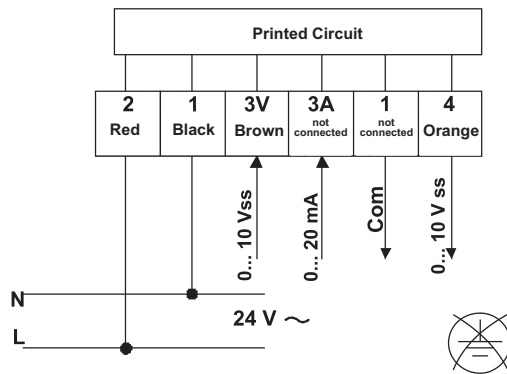 Printed Circuit
2 1 3V 3A 1 4
Red Black Brown not connected not connected Orange
0... 10 Vss
0... 20 mA
Com
0... 10 V ss
N
24 V ~
L